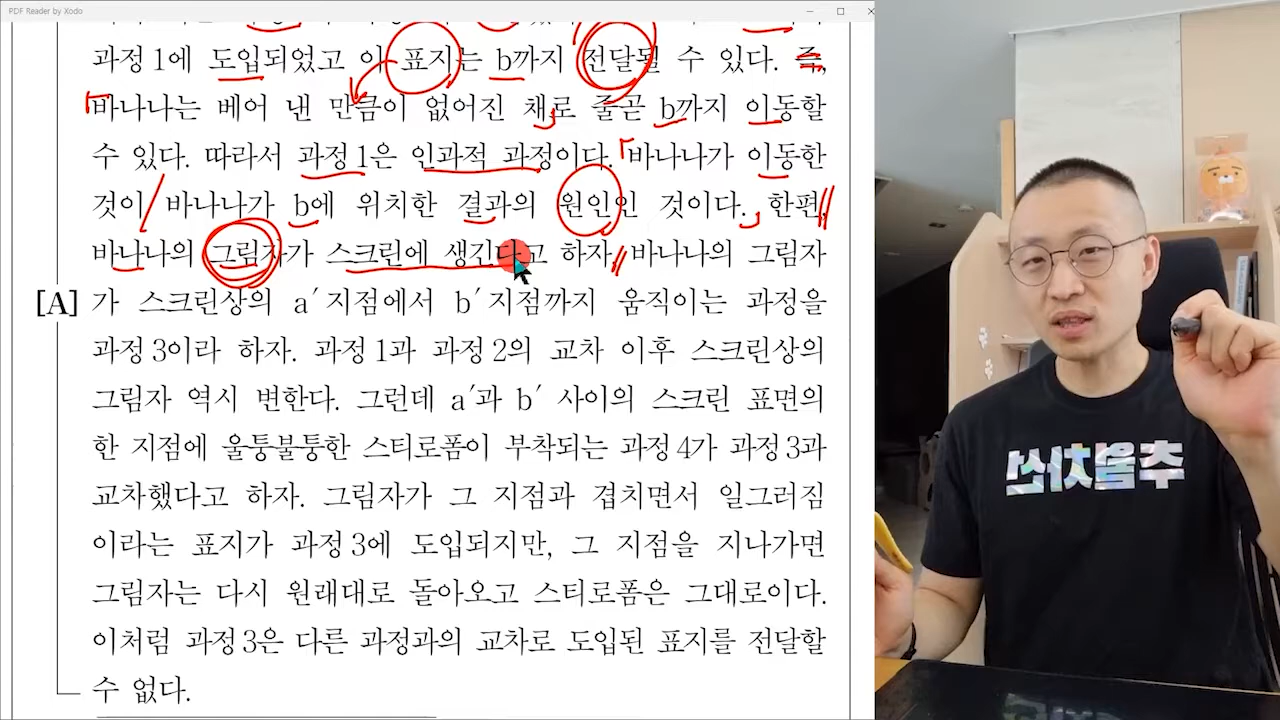 PDF Reader by Xodo
과정 1에 도입되었고 이 표지는 b까지 전달될 수 있다. 즉,
바나나는 베어 낸 만큼이 없어진 채로 줄곧 b까지 이동할
수 있다. 따라서 과정 1은 인과적 과정이다. 바나나가 이동한
것이 바나나가 b에 위치한 결과의 원인인 것이다. 한편,
바나나의 그림자가 스크린에 생긴다고 하자. 바나나의 그림자
[A] 가 스크린상의 a′지점에서 b′지점까지 움직이는 과정을
과정 3이라 하자. 과정 1과 과정 2의 교차 이후 스크린상의
그림자 역시 변한다. 그런데 a′과 b′ 사이의 스크린 표면의
한 지점에 울퉁불퉁한 스티로폼이 부착되는 과정 4가 과정 3과
교차했다고 하자. 그림자가 그 지점과 겹치면서 일그러짐
이라는 표지가 과정 3에 도입되지만, 그 지점을 지나가면
그림자는 다시 원래대로 돌아오고 스티로폼은 그대로이다.
이처럼 과정 3은 다른 과정과의 교차로 도입된 표지를 전달할
수 없다.
추월차선